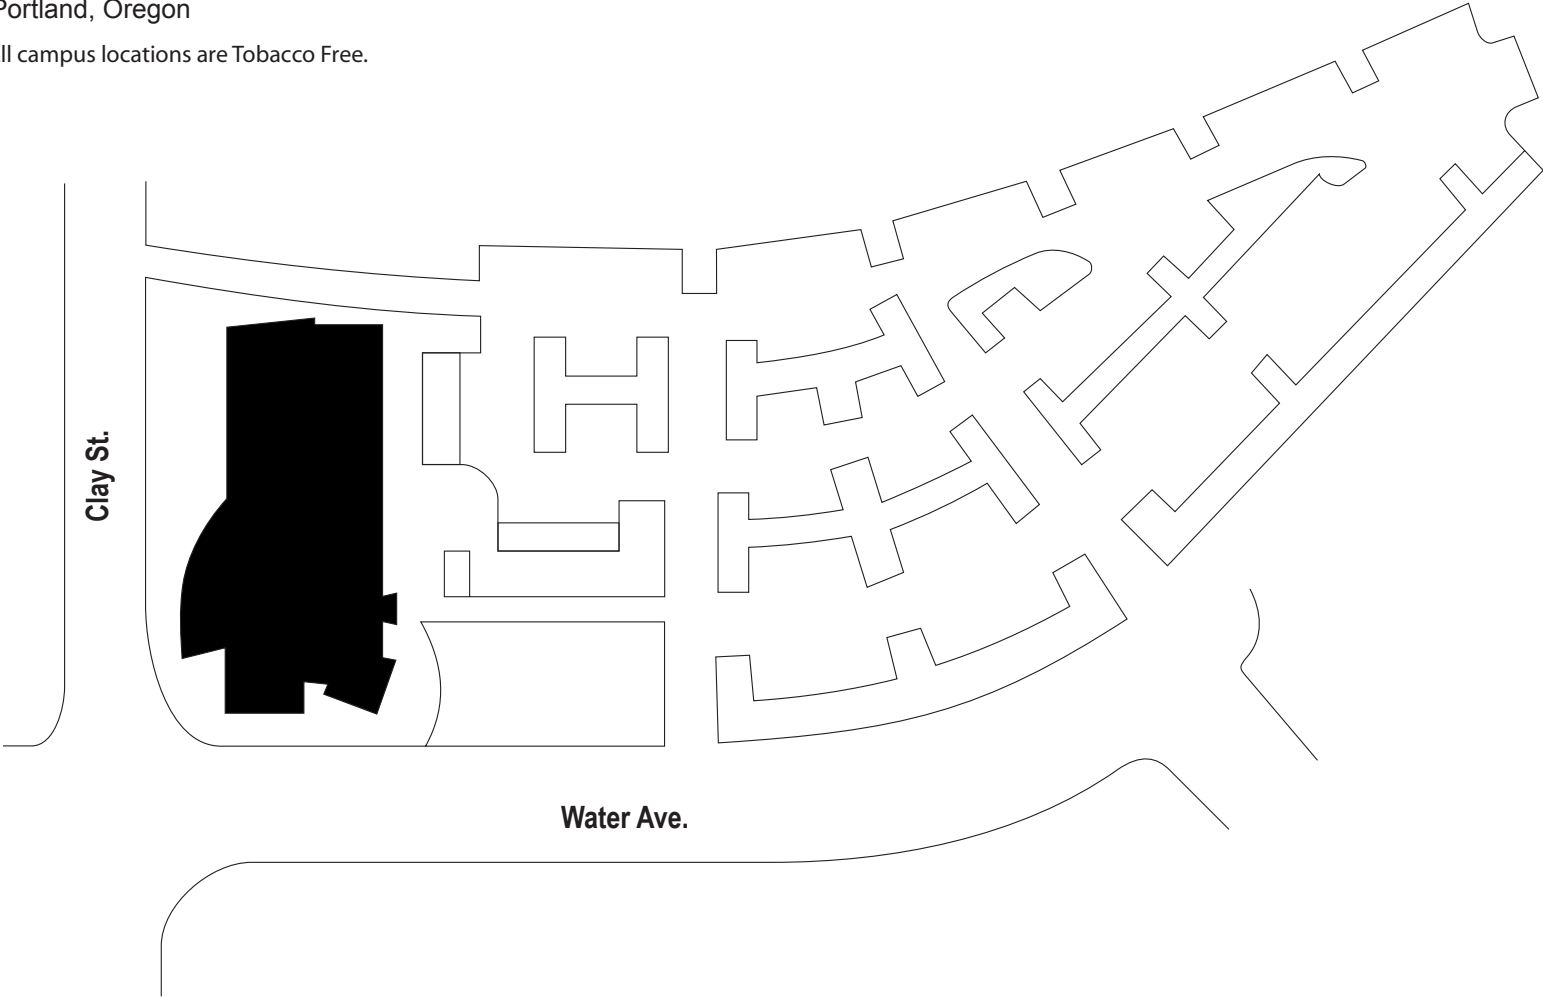 Portland, Oregon
ll campus locations are Tobacco Free.
Clay St.
Water Ave.